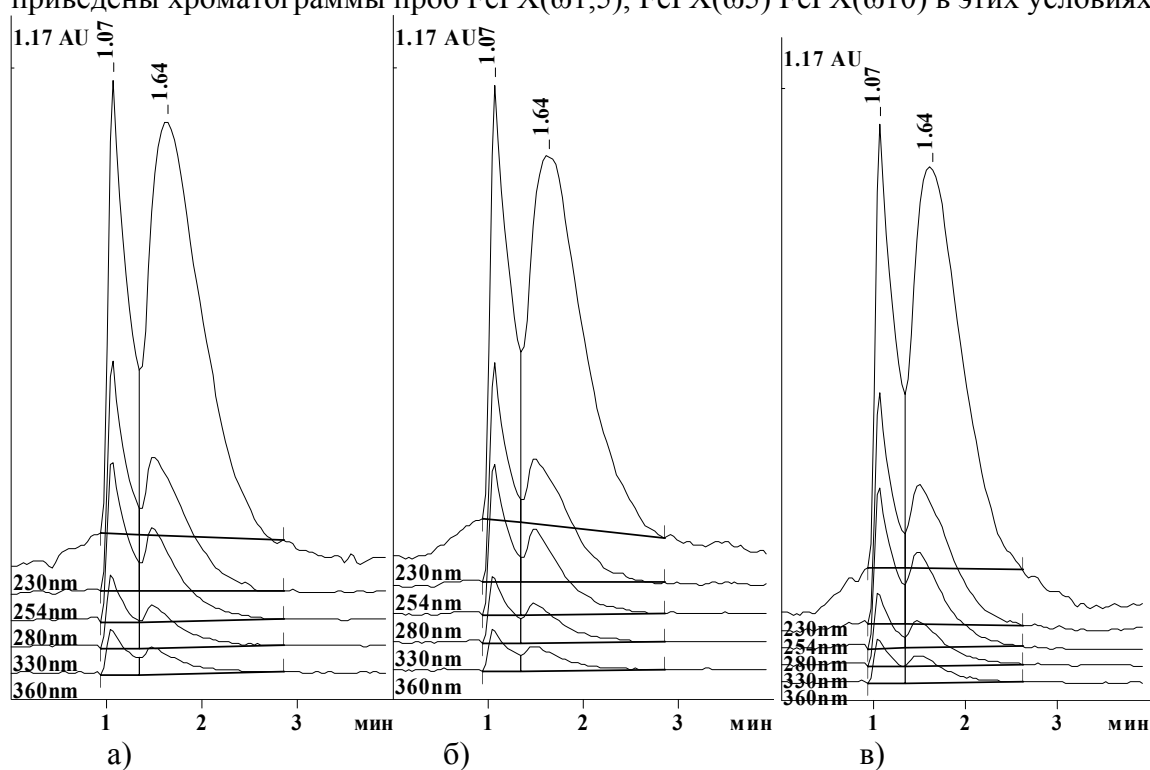 приведены хроматограммы проб FeFX(ω1,5), FeFX(ω5) FeFX(ω10) в этих условиях
1.17 AU
1.07
1.64
230nm
254nm
280nm
330nm
360nm
1 2 3 мин
а)
1.17 AU
1.07
1.64
230nm
254nm
280nm
330nm
360nm
1 2 3 мин
б)
1.17 AU
1.07
1.64
230nm
254nm
280nm
330nm
360nm
1 2 3 мин
в)